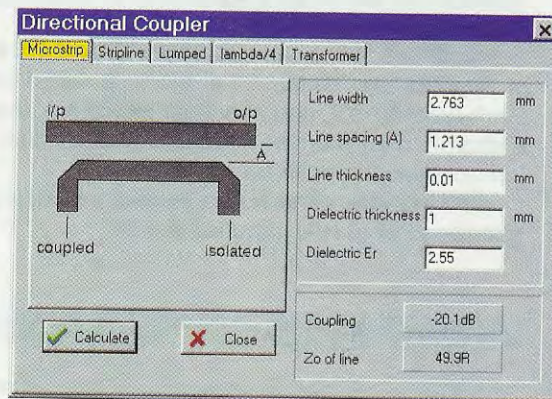 Directional Coupler
Microstrip Stripline Lumped lambda/4 Transformer
i/p o/p
A
coupled isolated
Line width 2.763 mm
Line spacing (A) 1.213 mm
Line thickness 0.01 mm
Dielectric thickness 1 mm
Dielectric Er 2.55
Calculate Close
Coupling -20.1dB
Zo of line 49.9R